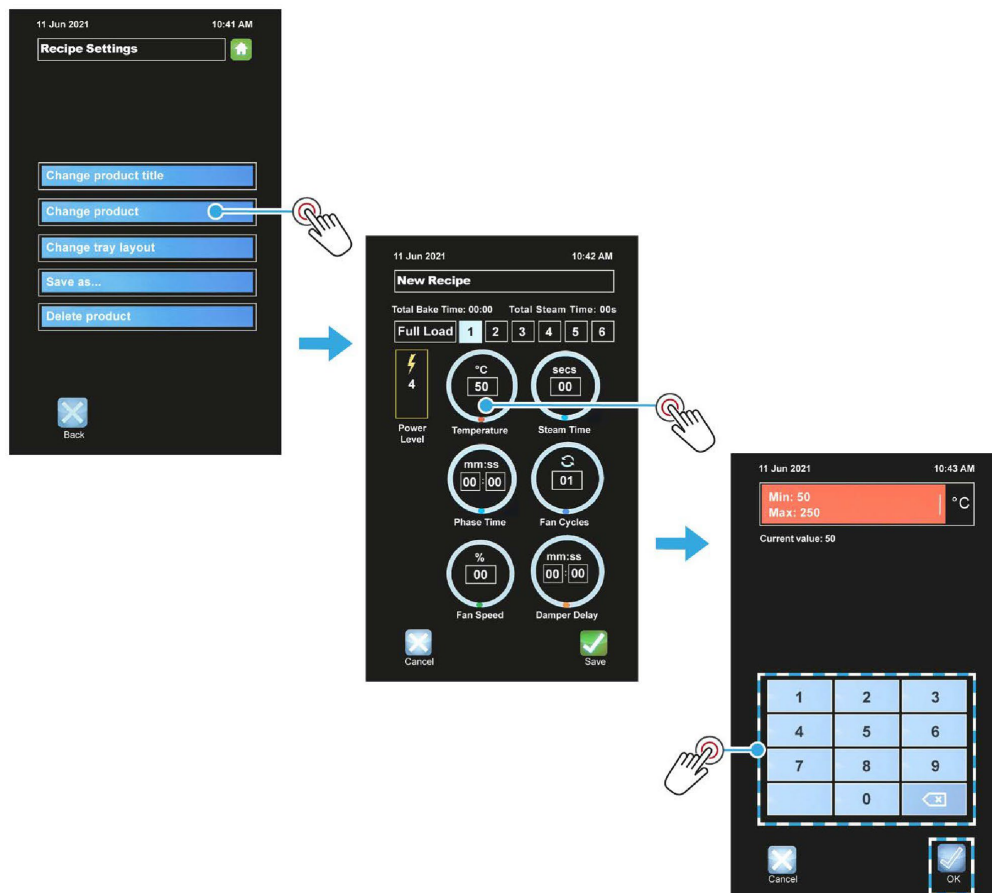 11 Jun 2021 10:41 AM
Recipe Settings
Change product title
Change product
Change tray layout
Save as...
Delete product
Back
11 Jun 2021 10:42 AM
New Recipe
Total Bake Time: 00:00 Total Steam Time: 00s
Full Load 1 2 3 4 5 6
4
Power
Level
°C
50
Temperature
secs
00
Steam Time
mm:ss
00:00
Phase Time
01
Fan Cycles
%
00
Fan Speed
mm:ss
00:00
Damper Delay
Cancel Save
11 Jun 2021 10:43 AM
Min: 50
Max: 250
°C
Current value: 50
1 2 3
4 5 6
7 8 9
0
Cancel OK